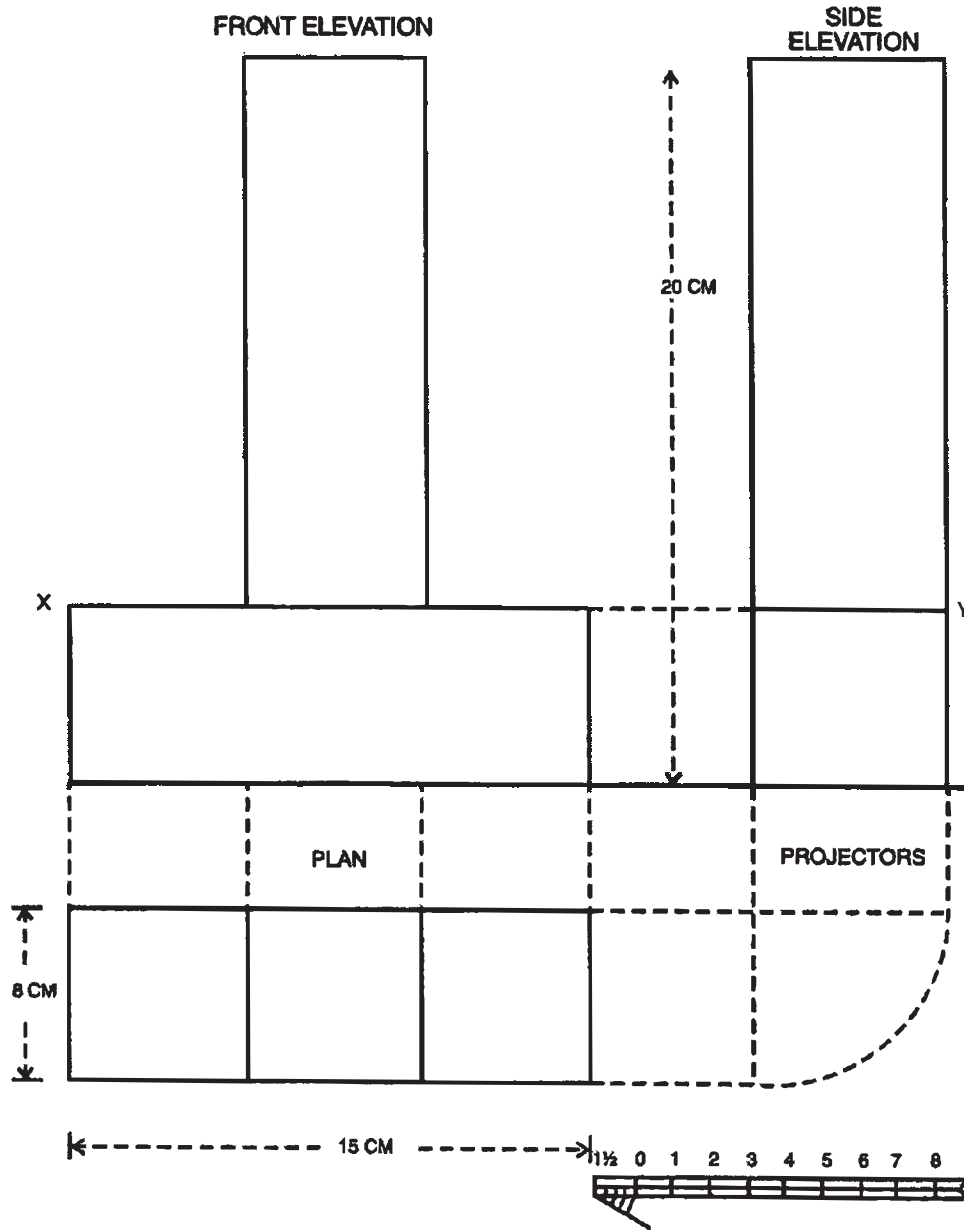 FRONT ELEVATION
SIDE
ELEVATION
20 CM
X
Y
PLAN
PROJECTORS
8 CM
15 CM
1½ 0 1 2 3 4 5 6 7 8